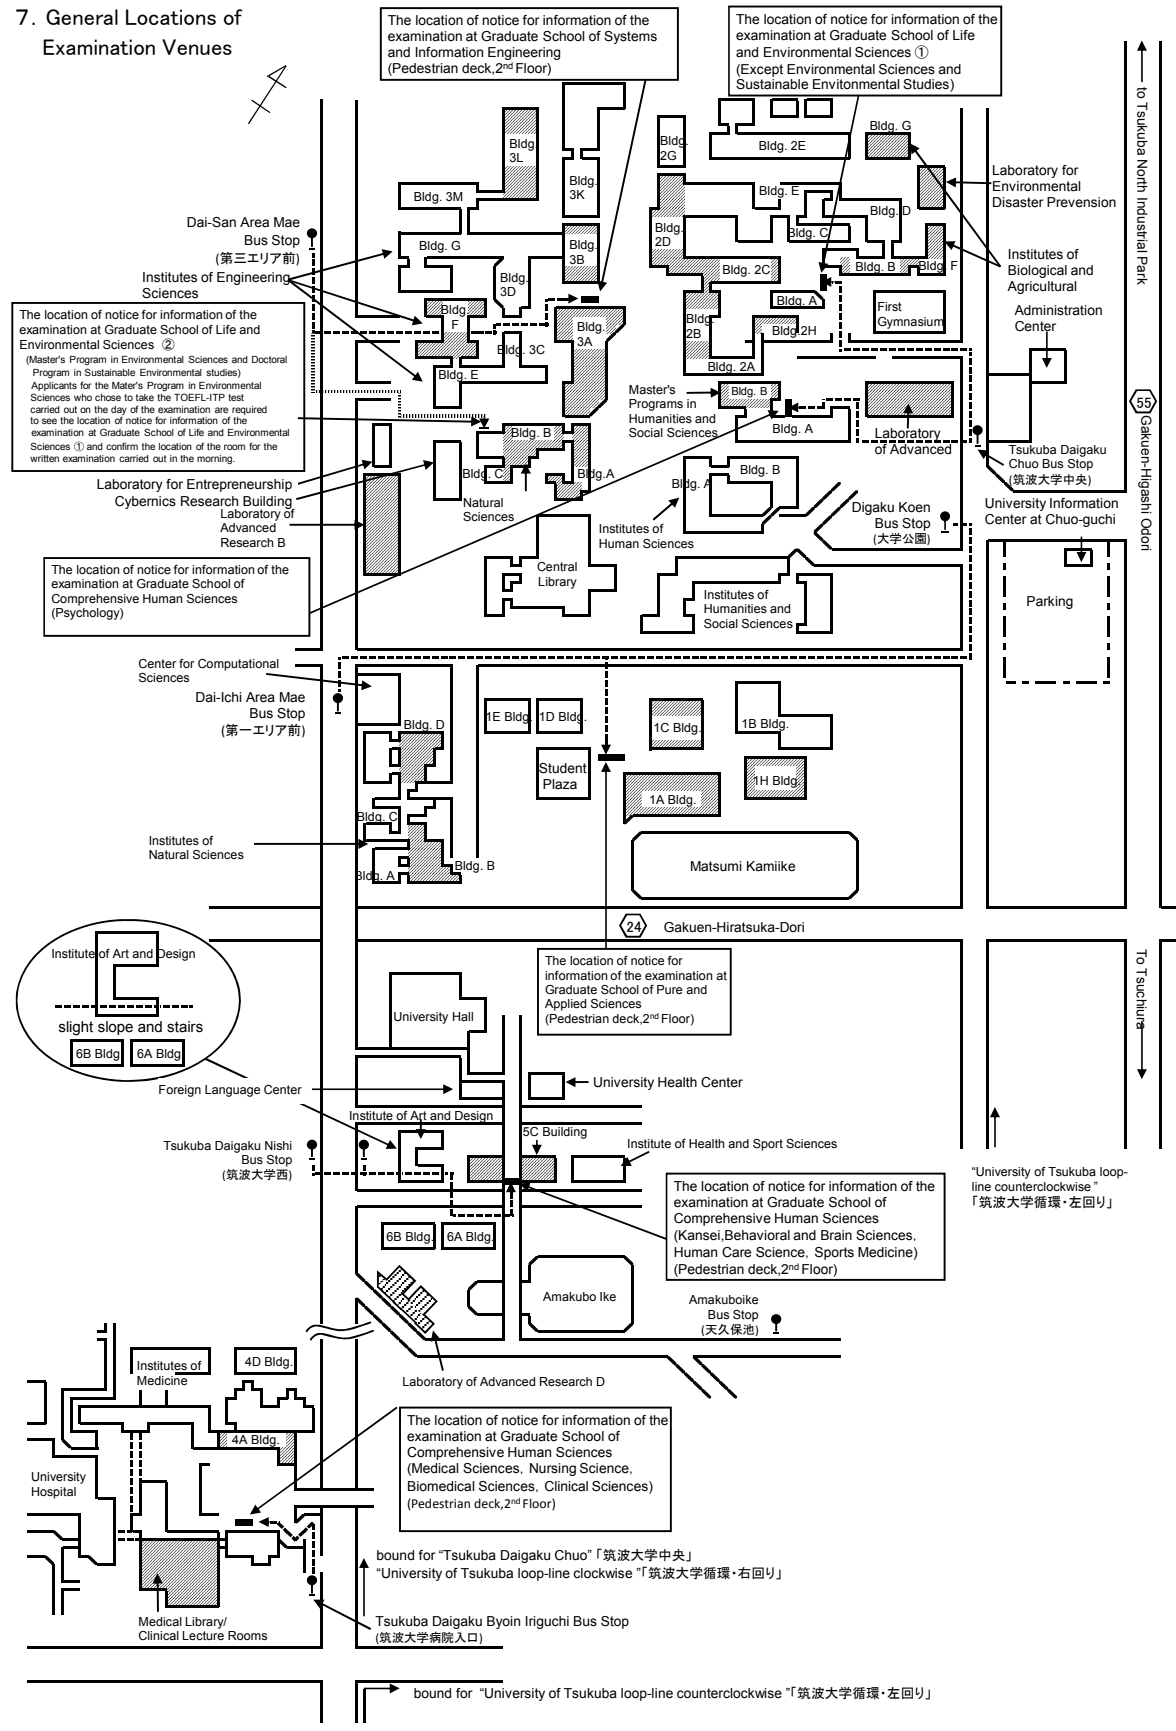 7. General Locations of
Examination Venues
The location of notice for information of the
examination at Graduate School of Systems
and Information Engineering
(Pedestrian deck,2nd Floor)
The location of notice for information of the
examination at Graduate School of Life
and Environmental Sciences ①
(Except Environmental Sciences and
Sustainable Envitonmental Studies)
to Tsukuba North Industrial Park
Bldg.
3L
Bldg.
3K
Bldg. 3M
Bldg.
2G
Bldg. 2E
Bldg. G
Laboratory for
Environmental
Disaster Prevension
Bldg. E
Bldg. D
Bldg. C
Bldg.
2D
Bldg. 2C
Bldg. B
Bldg. F
Institutes of
Biological and
Agricultural
Dai-San Area Mae
Bus Stop
(第三エリア前)
Bldg. G
Bldg.
3B
Bldg.
3D
Institutes of Engineering
Sciences
Bldg.
F
Bldg.
3A
Bldg. 3C
Bldg. E
Bldg. A
Bldg.
2B
Bldg.2H
Bldg. 2A
First
Gymnasium
Administration
Center
The location of notice for information of the
examination at Graduate School of Life and
Environmental Sciences ②
(Master's Program in Environmental Sciences and Doctoral
Program in Sustainable Environmental studies)
Applicants for the Mater's Program in Environmental
Sciences who chose to take the TOEFL-ITP test
carried out on the day of the examination are required
to see the location of notice for information of the
examination at Graduate School of Life and Environmental
Sciences ① and confirm the location of the room for the
written examination carried out in the morning.
Master's
Programs in
Humanities and
Social Sciences
Bldg. B
Bldg. A
Laboratory
of Advanced
55
Gakuen-Higashi Odori
Tsukuba Daigaku
Chuo Bus Stop
(筑波大学中央)
Bldg. B
Bldg. C
Bldg.A
Natural
Sciences
Laboratory for Entrepreneurship
Cybernics Research Building
Laboratory of
Advanced
Research B
Bldg. B
Bldg. A
Institutes of
Human Sciences
Digaku Koen
Bus Stop
(大学公園)
University Information
Center at Chuo-guchi
The location of notice for information of the
examination at Graduate School of
Comprehensive Human Sciences
(Psychology)
Central
Library
Institutes of
Humanities and
Social Sciences
Parking
Center for Computational
Sciences
Dai-Ichi Area Mae
Bus Stop
(第一エリア前)
Bldg. D
1E Bldg.
1D Bldg.
1C Bldg.
1B Bldg.
Student
Plaza
1H Bldg.
1A Bldg.
Bldg. C
Institutes of
Natural Sciences
Bldg. B
Bldg. A
Matsumi Kamiike
24
Gakuen-Hiratsuka-Dori
To Tsuchiura
Institute of Art and Design
slight slope and stairs
6B Bldg
6A Bldg
The location of notice for
information of the examination at
Graduate School of Pure and
Applied Sciences
(Pedestrian deck,2nd Floor)
University Hall
Foreign Language Center
University Health Center
Institute of Art and Design
5C Building
Institute of Health and Sport Sciences
Tsukuba Daigaku Nishi
Bus Stop
(筑波大学西)
The location of notice for information of the
examination at Graduate School of
Comprehensive Human Sciences
(Kansei,Behavioral and Brain Sciences,
Human Care Science, Sports Medicine)
(Pedestrian deck,2nd Floor)
“University of Tsukuba loop-
line counterclockwise ”
「筑波大学循環・左回り」
6B Bldg.
6A Bldg.
Amakubo Ike
Amakuboike
Bus Stop
(天久保池)
Laboratory of Advanced Research D
Institutes of
Medicine
4D Bldg.
4A Bldg.
University
Hospital
The location of notice for information of the
examination at Graduate School of
Comprehensive Human Sciences
(Medical Sciences, Nursing Science,
Biomedical Sciences, Clinical Sciences)
(Pedestrian deck,2nd Floor)
bound for “Tsukuba Daigaku Chuo”「筑波大学中央」
“University of Tsukuba loop-line clockwise ”「筑波大学循環・右回り」
Medical Library/
Clinical Lecture Rooms
Tsukuba Daigaku Byoin Iriguchi Bus Stop
(筑波大学病院入口)
bound for “University of Tsukuba loop-line counterclockwise ”「筑波大学循環・左回り」